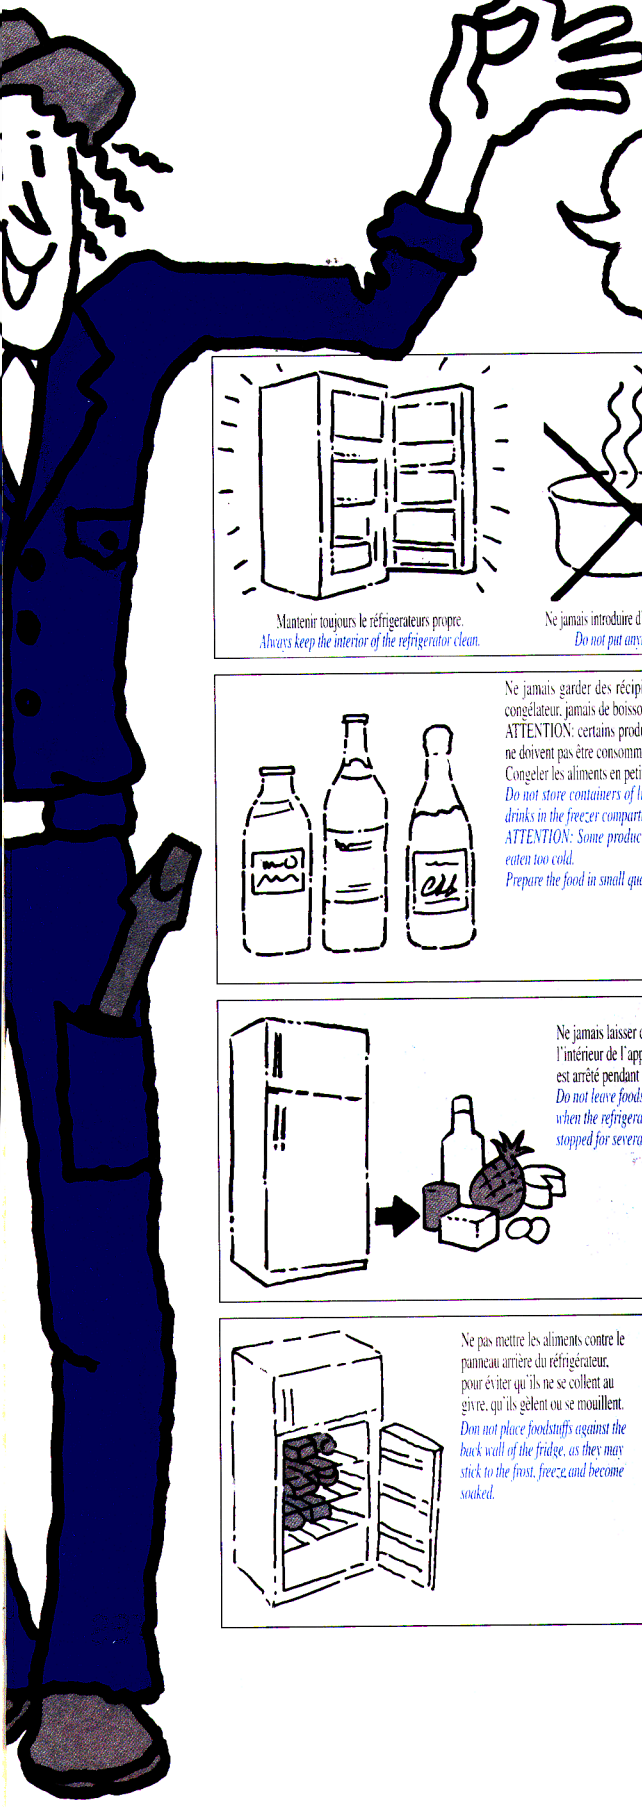 Mantenir toujours le réfrigerateurs propre.
Always keep the interior of the refrigerator clean.
Ne jamais introduire d
Do not put any
Ne jamais garder des récipi
congélateur, jamais de boisso
ATTENTION: certains produ
ne doivent pas être consomm
Congeler les aliments en peti
Do not store containers of l
drinks in the freezer compart
ATTENTION: Some produc
eaten too cold.
Prepare the food in small que
Ne jamais laisser
l'intérieur de l'app
est arrêté pendant
Do not leave foods
when the refrigera
stopped for severa
Ne pas mettre les aliments contre le
panneau arrière du réfrigérateur,
pour éviter qu'ils ne se collent au
givre, qu'ils gèlent ou se mouillent.
Don not place foodstuffs against the
back wall of the fridge, as they may
stick to the frost, freeze and become
soaked.